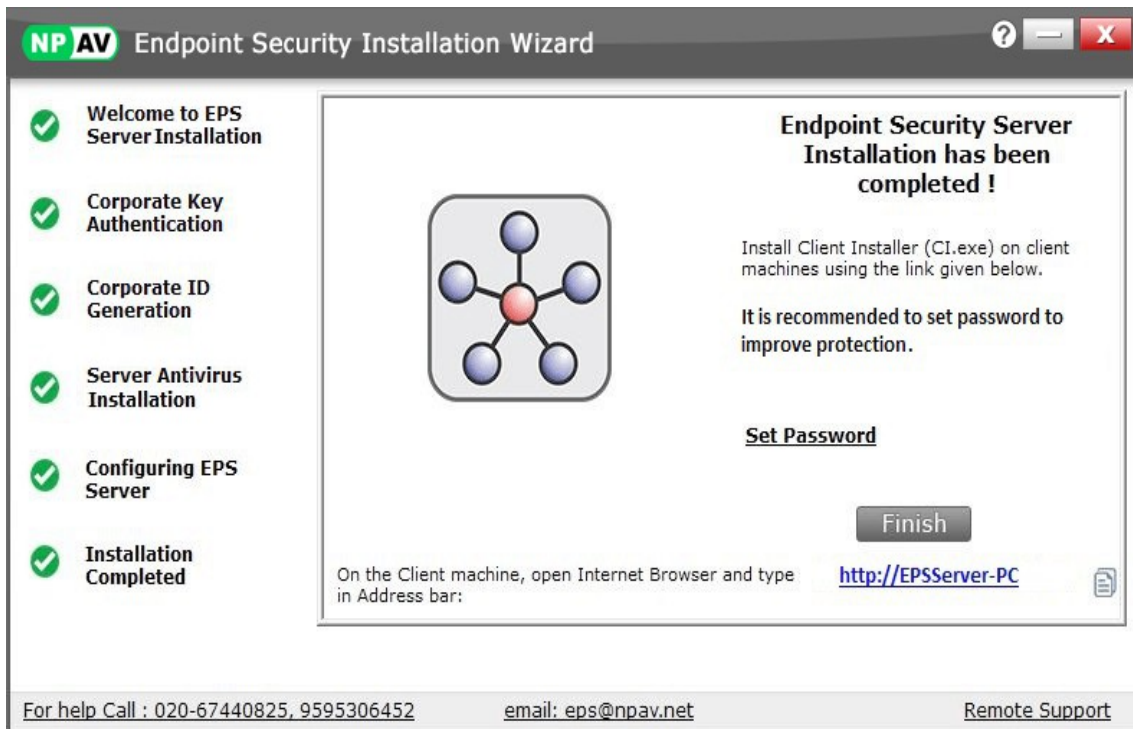 NP AV Endpoint Security Installation Wizard
? — X
Welcome to EPS
Server Installation
Corporate Key
Authentication
Corporate ID
Generation
Server Antivirus
Installation
Configuring EPS
Server
Installation
Completed
Endpoint Security Server
Installation has been
completed !
Install Client Installer (CI.exe) on client
machines using the link given below.
It is recommended to set password to
improve protection.
Set Password
Finish
On the Client machine, open Internet Browser and type
in Address bar:
http://EPSServer-PC
For help Call : 020-67440825, 9595306452
email: eps@npav.net
Remote Support